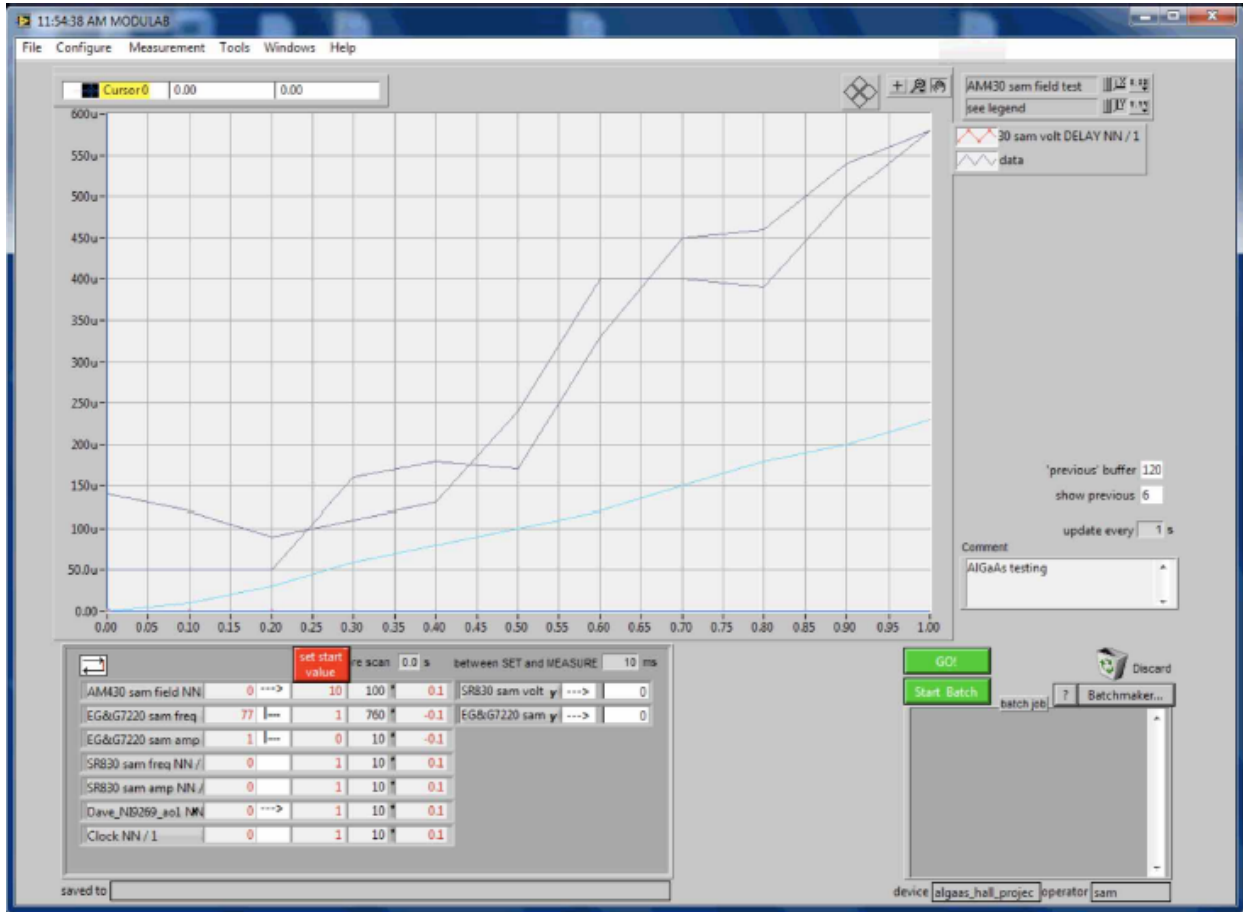 11:54:38 AM MODULAB
File Configure Measurement Tools Windows Help
Cursor 0 0.00 0.00
AM430 sam field test
see legend
30 sam volt DELAY NN / 1
data
600u
550u
500u
450u
400u
350u
300u
250u
200u
150u
100u
50.0u
0.00
0.00 0.05 0.10 0.15 0.20 0.25 0.30 0.35 0.40 0.45 0.50 0.55 0.60 0.65 0.70 0.75 0.80 0.85 0.90 0.95 1.00
'previous' buffer 120
show previous 6
update every 1 s
Comment
AlGaAs testing
set start value
re scan 0.0 s between SET and MEASURE 10 ms
AM430 sam field NN 0 ---> 10 100 0.1 SR830 sam volt y ---> 0
EG&G7220 sam freq 77 |--- 1 760 -0.1 EG&G7220 sam y ---> 0
EG&G7220 sam amp 1 |--- 0 10 -0.1
SR830 sam freq NN / 0 1 10 0.1
SR830 sam amp NN / 0 1 10 0.1
Dave_NI9269_ao1 NN 0 ---> 1 10 0.1
Clock NN / 1 0 1 10 0.1
GO!
Discard
Start Batch
batch job
? Batchmaker...
saved to
device algaas_hall_projec operator sam